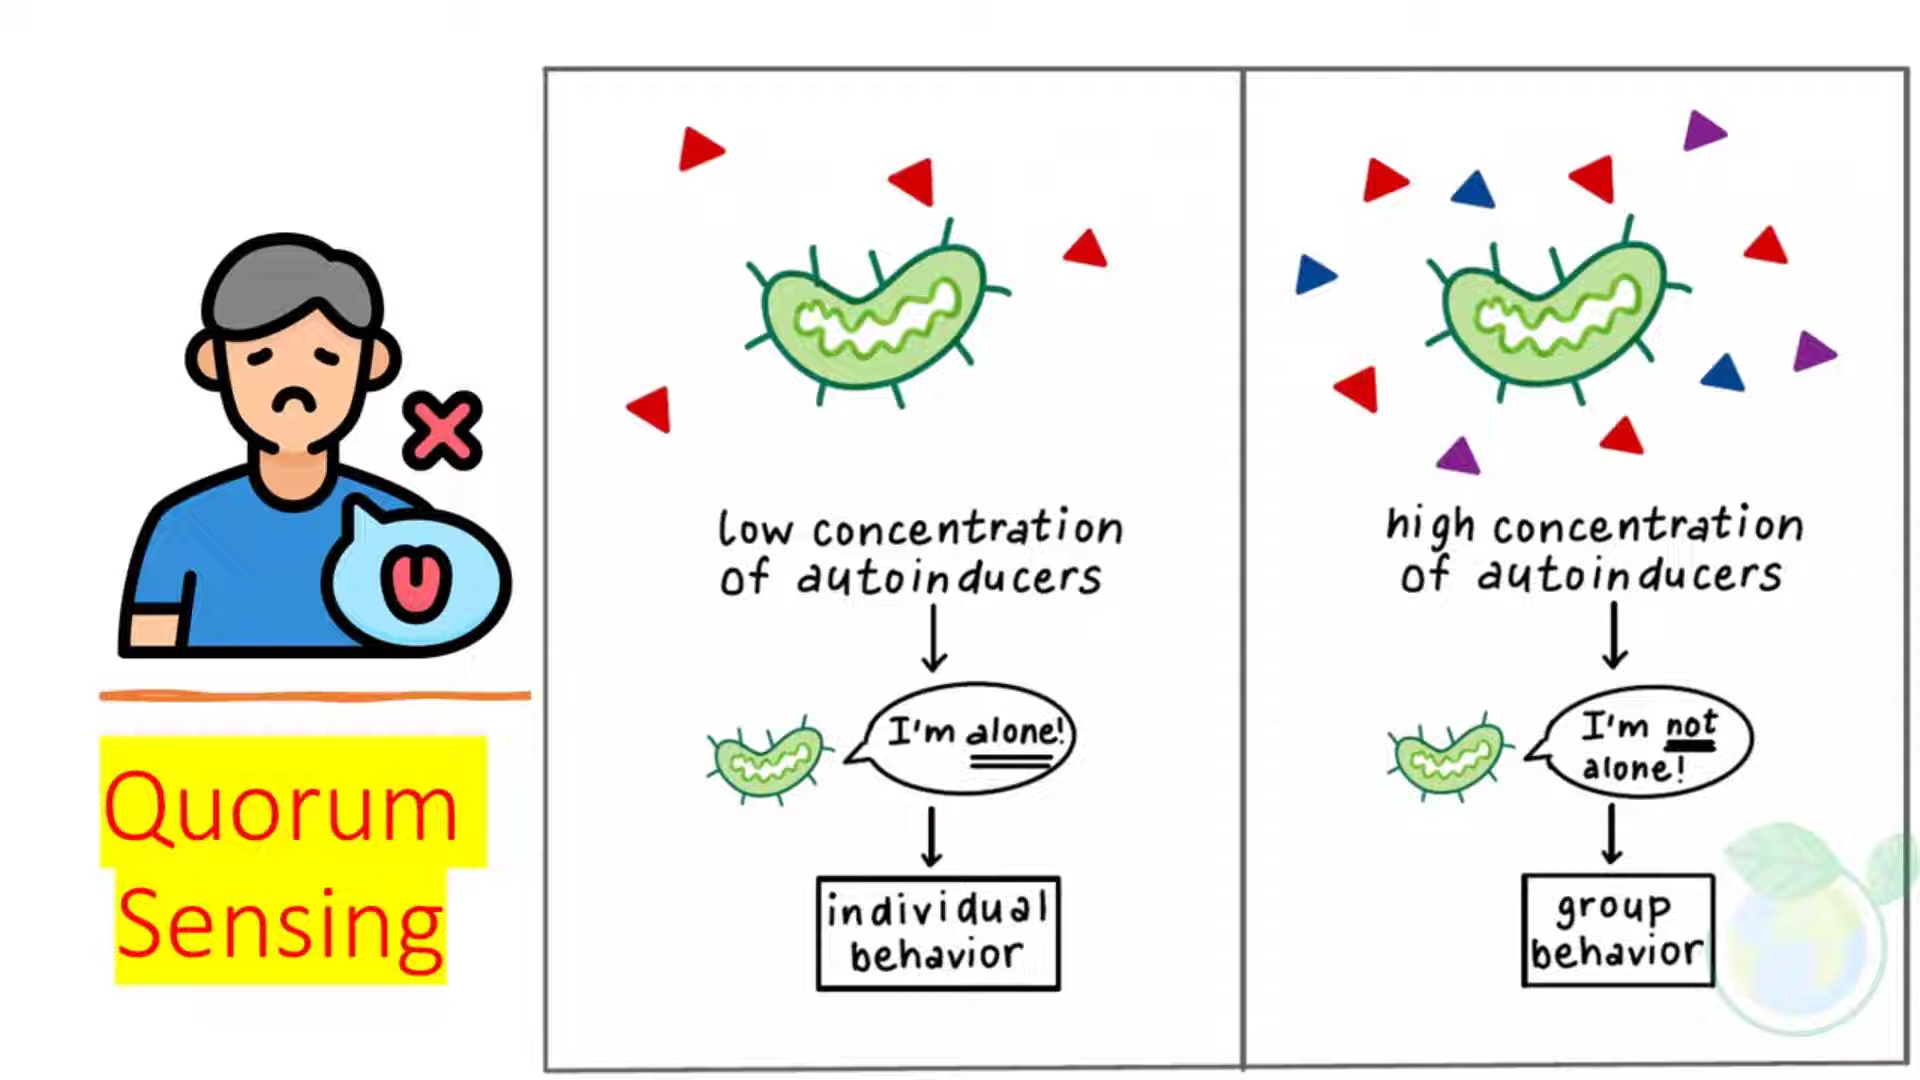 Quorum
Sensing
low concentration
of autoinducers
I'm alone!
individual
behavior
high concentration
of autoinducers
I'm not
alone!
group
behavior